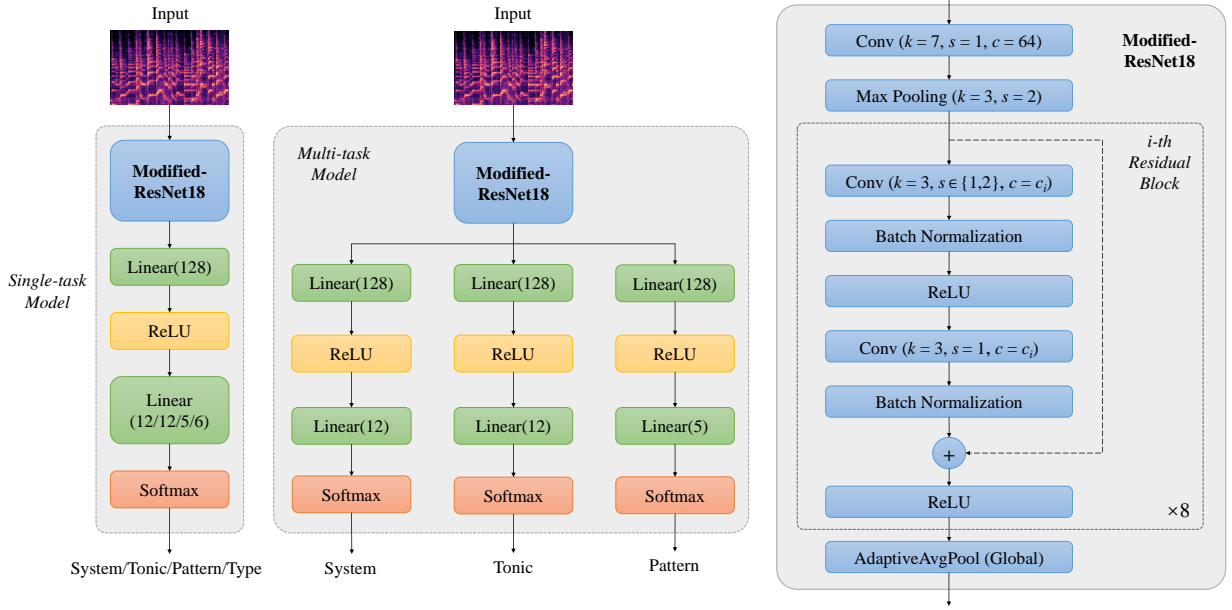 Input
Single-task
Model
Modified-
ResNet18
Linear(128)
ReLU
Linear
(12/12/5/6)
Softmax
System/Tonic/Pattern/Type
Input
Multi-task
Model
Modified-
ResNet18
Linear(128)
ReLU
Linear(12)
Softmax
System
Linear(128)
ReLU
Linear(12)
Softmax
Tonic
Linear(128)
ReLU
Linear(5)
Softmax
Pattern
Modified-
ResNet18
Conv (k = 7, s = 1, c = 64)
Max Pooling (k = 3, s = 2)
i-th
Residual
Block
Conv (k = 3, s ∈ {1,2}, c = cᵢ)
Batch Normalization
ReLU
Conv (k = 3, s = 1, c = cᵢ)
Batch Normalization
+
ReLU
×8
AdaptiveAvgPool (Global)